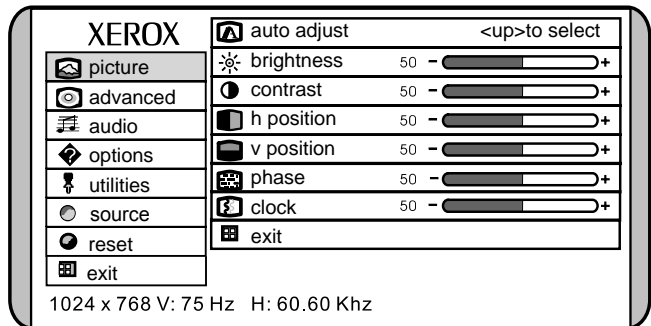 XEROX
picture
advanced
audio
options
utilities
source
reset
exit
auto adjust <up>to select
brightness 50 - +
contrast 50 - +
h position 50 - +
v position 50 - +
phase 50 - +
clock 50 - +
exit
1024 x 768 V: 75 Hz H: 60.60 Khz